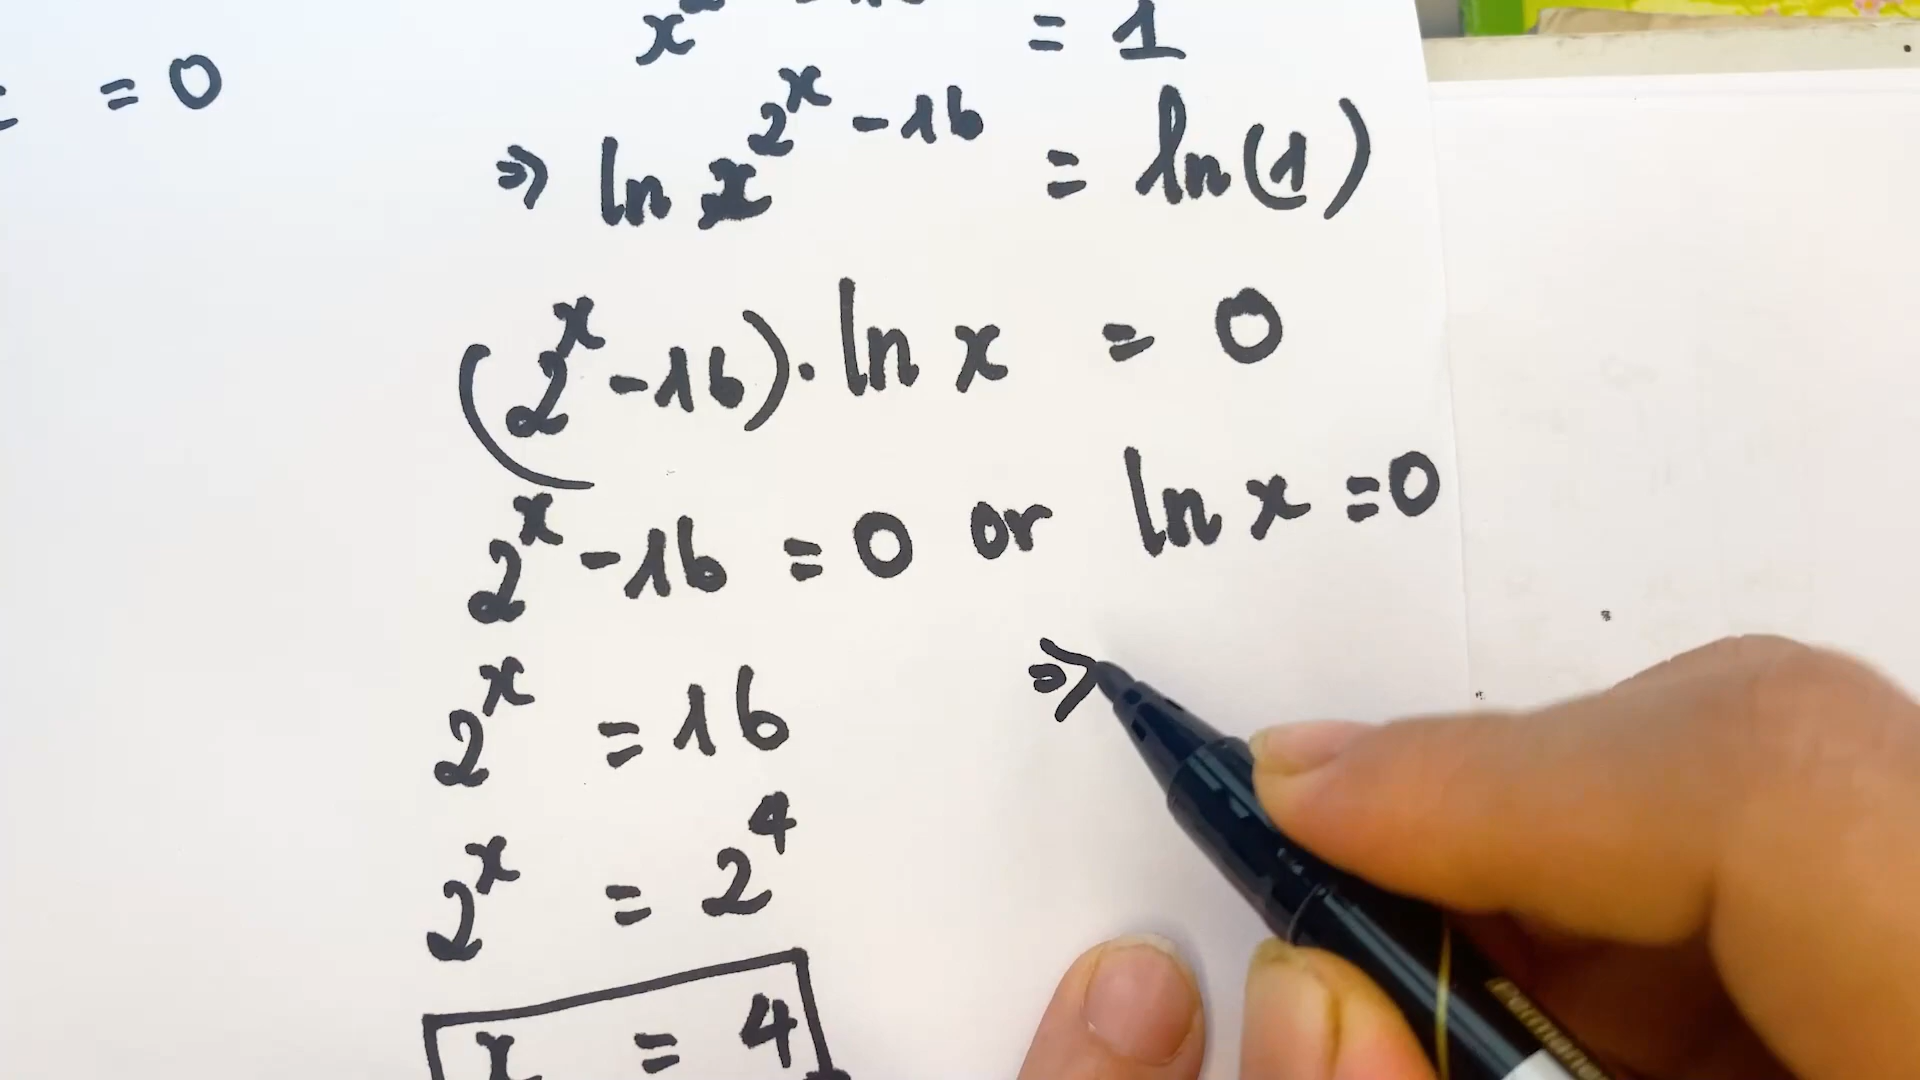 = 0
x = 1
⇒ ln x^(2^x - 16) = ln(1)
(2^x - 16) · ln x = 0
2^x - 16 = 0 or ln x = 0
2^x = 16 ⇒
2^x = 2^4
x = 4
Permanent